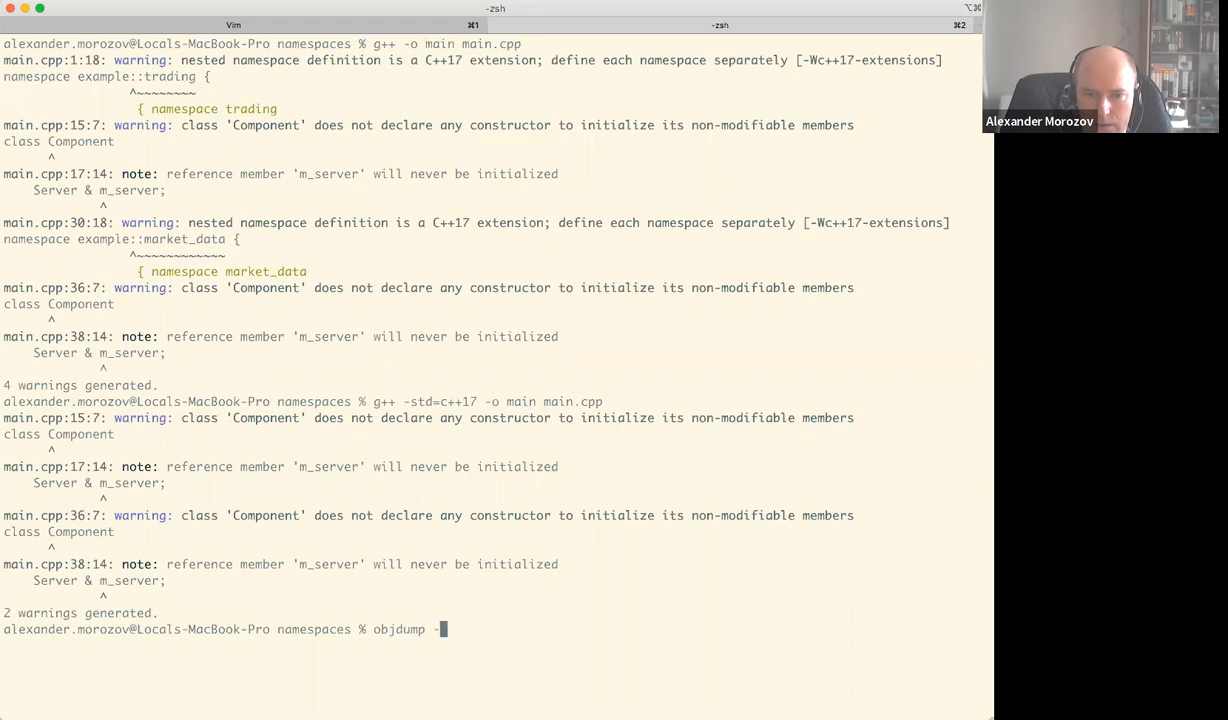 -zsh
⌥⌘
Vim ⌘1 -zsh ⌘2
alexander.morozov@Locals-MacBook-Pro namespaces % g++ -o main main.cpp
main.cpp:1:18: warning: nested namespace definition is a C++17 extension; define each namespace separately [-Wc++17-extensions]
namespace example::trading {
^~~~~~~~~
{ namespace trading
main.cpp:15:7: warning: class 'Component' does not declare any constructor to initialize its non-modifiable members
class Component
^
main.cpp:17:14: note: reference member 'm_server' will never be initialized
Server & m_server;
^
main.cpp:30:18: warning: nested namespace definition is a C++17 extension; define each namespace separately [-Wc++17-extensions]
namespace example::market_data {
^~~~~~~~~~~~~
{ namespace market_data
main.cpp:36:7: warning: class 'Component' does not declare any constructor to initialize its non-modifiable members
class Component
^
main.cpp:38:14: note: reference member 'm_server' will never be initialized
Server & m_server;
^
4 warnings generated.
alexander.morozov@Locals-MacBook-Pro namespaces % g++ -std=c++17 -o main main.cpp
main.cpp:15:7: warning: class 'Component' does not declare any constructor to initialize its non-modifiable members
class Component
^
main.cpp:17:14: note: reference member 'm_server' will never be initialized
Server & m_server;
^
main.cpp:36:7: warning: class 'Component' does not declare any constructor to initialize its non-modifiable members
class Component
^
main.cpp:38:14: note: reference member 'm_server' will never be initialized
Server & m_server;
^
2 warnings generated.
alexander.morozov@Locals-MacBook-Pro namespaces % objdump -
Alexander Morozov